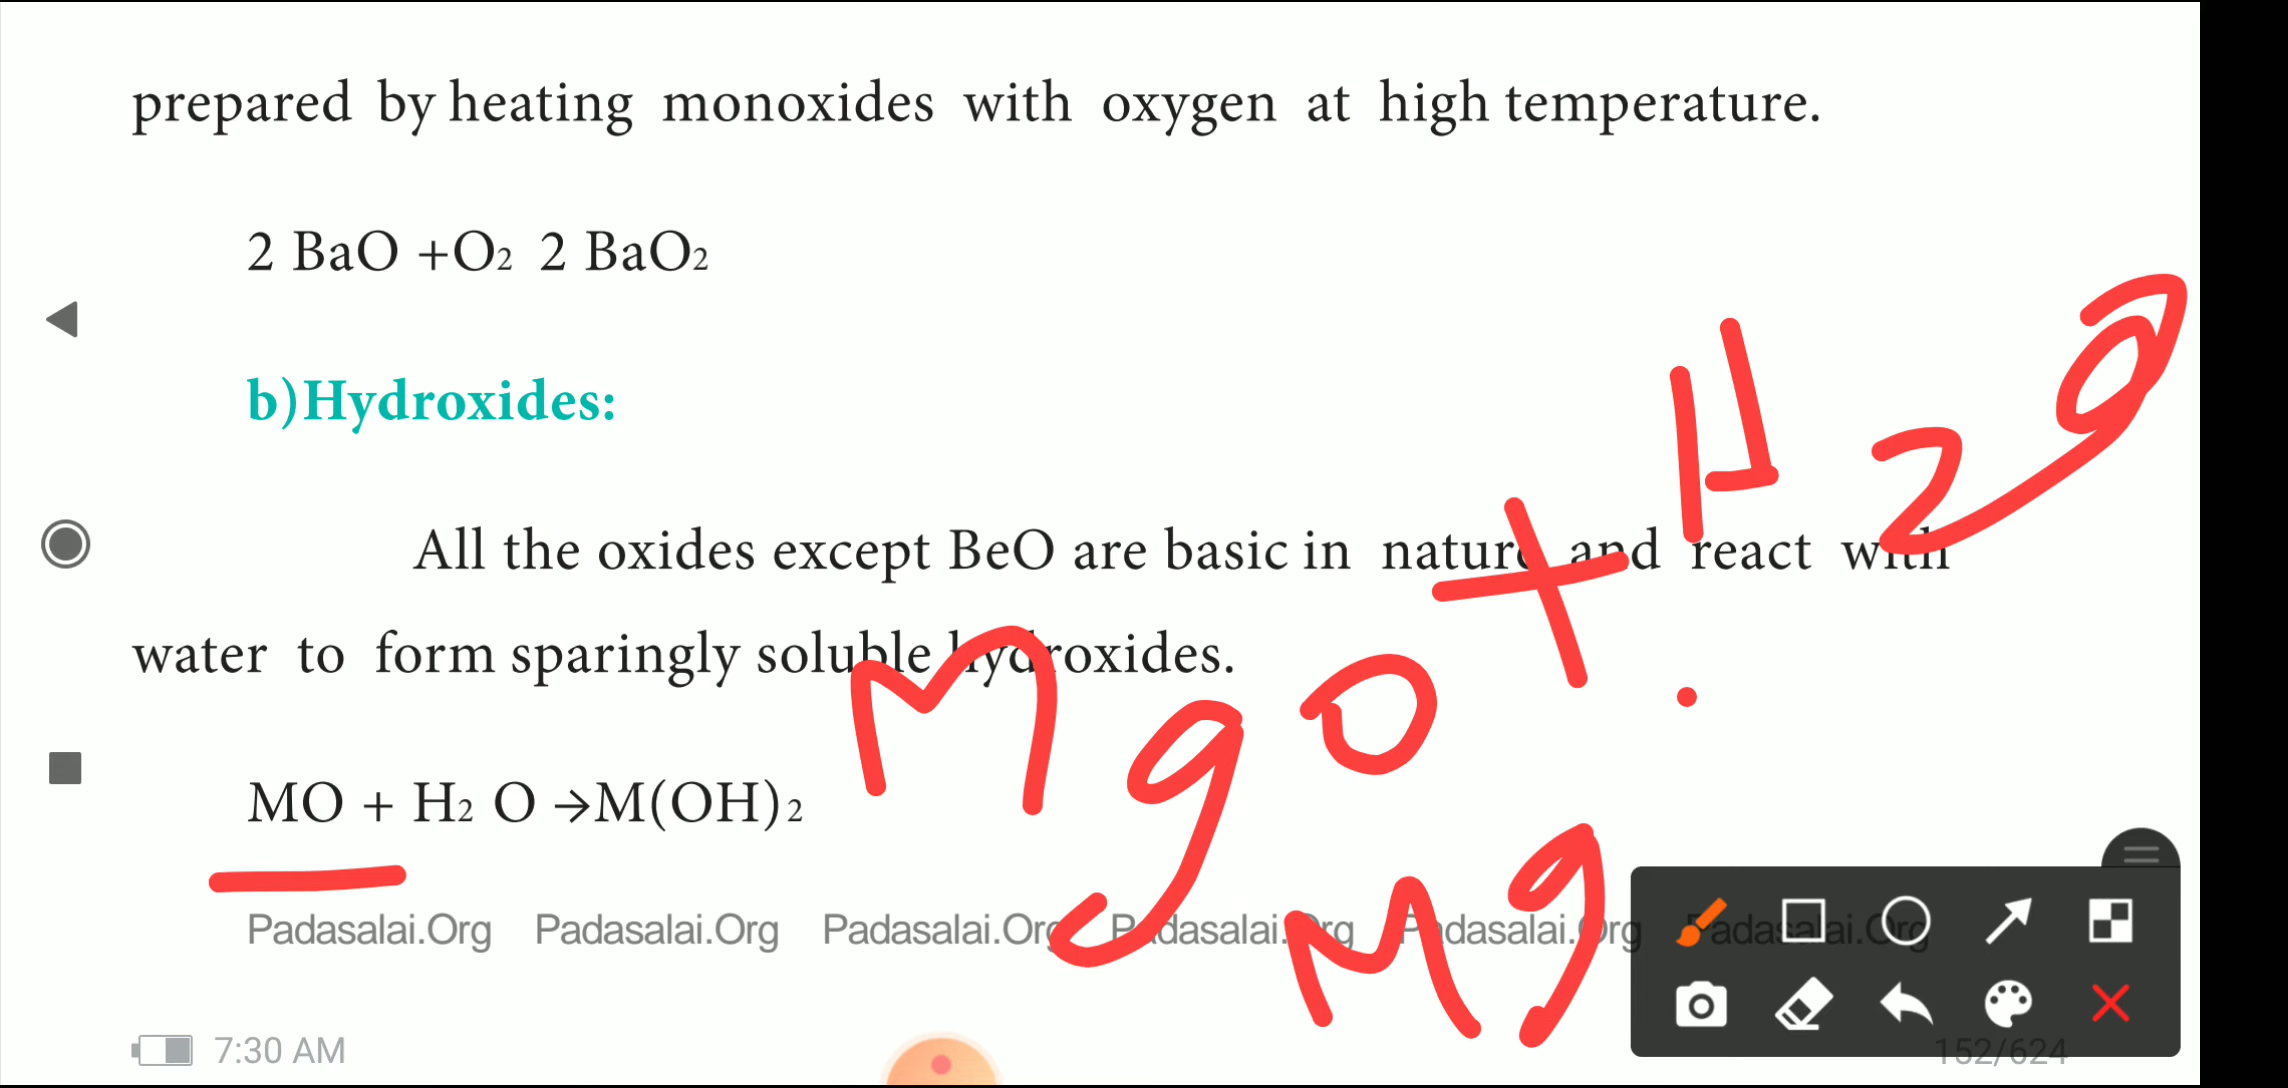 prepared by heating monoxides with oxygen at high temperature.
2 BaO +O₂ 2 BaO₂
b)Hydroxides:
All the oxides except BeO are basic in nature and react with
water to form sparingly soluble hydroxides.
MgO + H₂O
MO + H₂ O →M(OH)₂
Mg
Padasalai.Org Padasalai.Org Padasalai.Org Padasalai.Org Padasalai.Org Padasalai.Org
7:30 AM
152/624